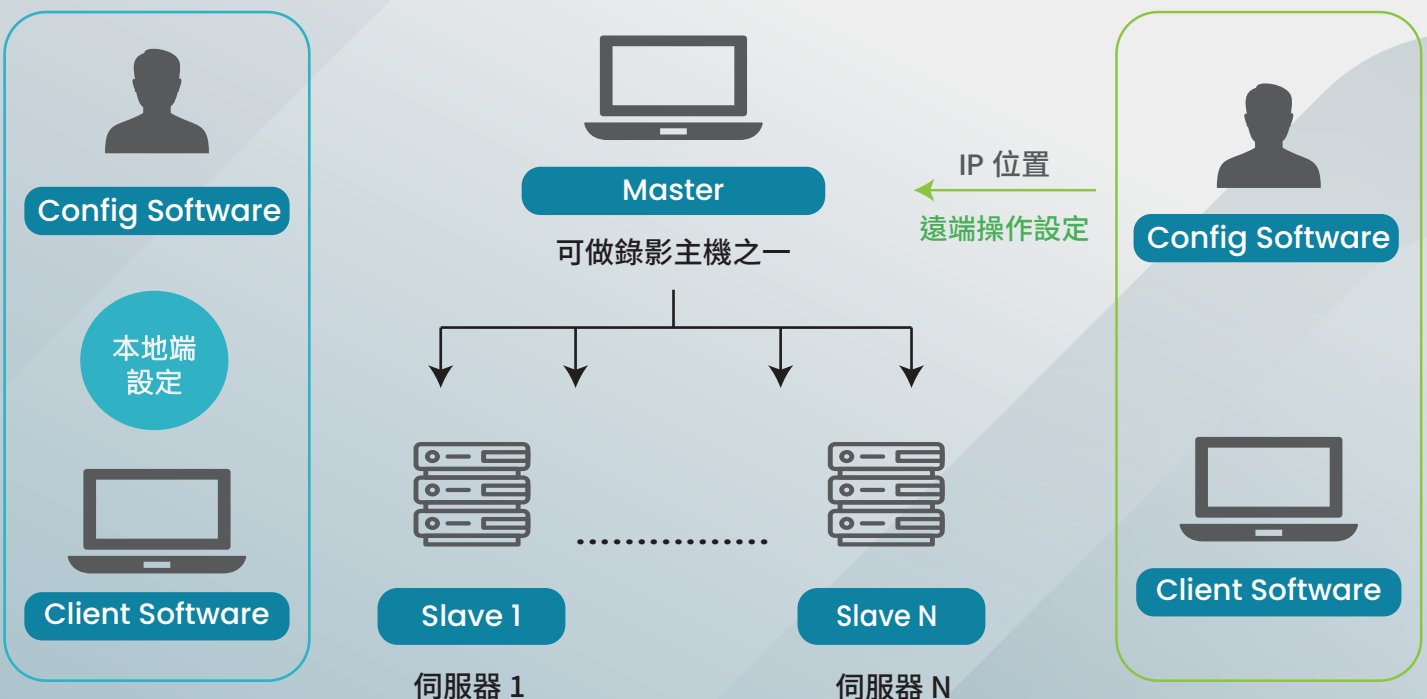 Config Software
本地端
設定
Client Software
Master
可做錄影主機之一
Slave 1
伺服器 1
Slave N
伺服器 N
IP 位置
遠端操作設定
Config Software
Client Software